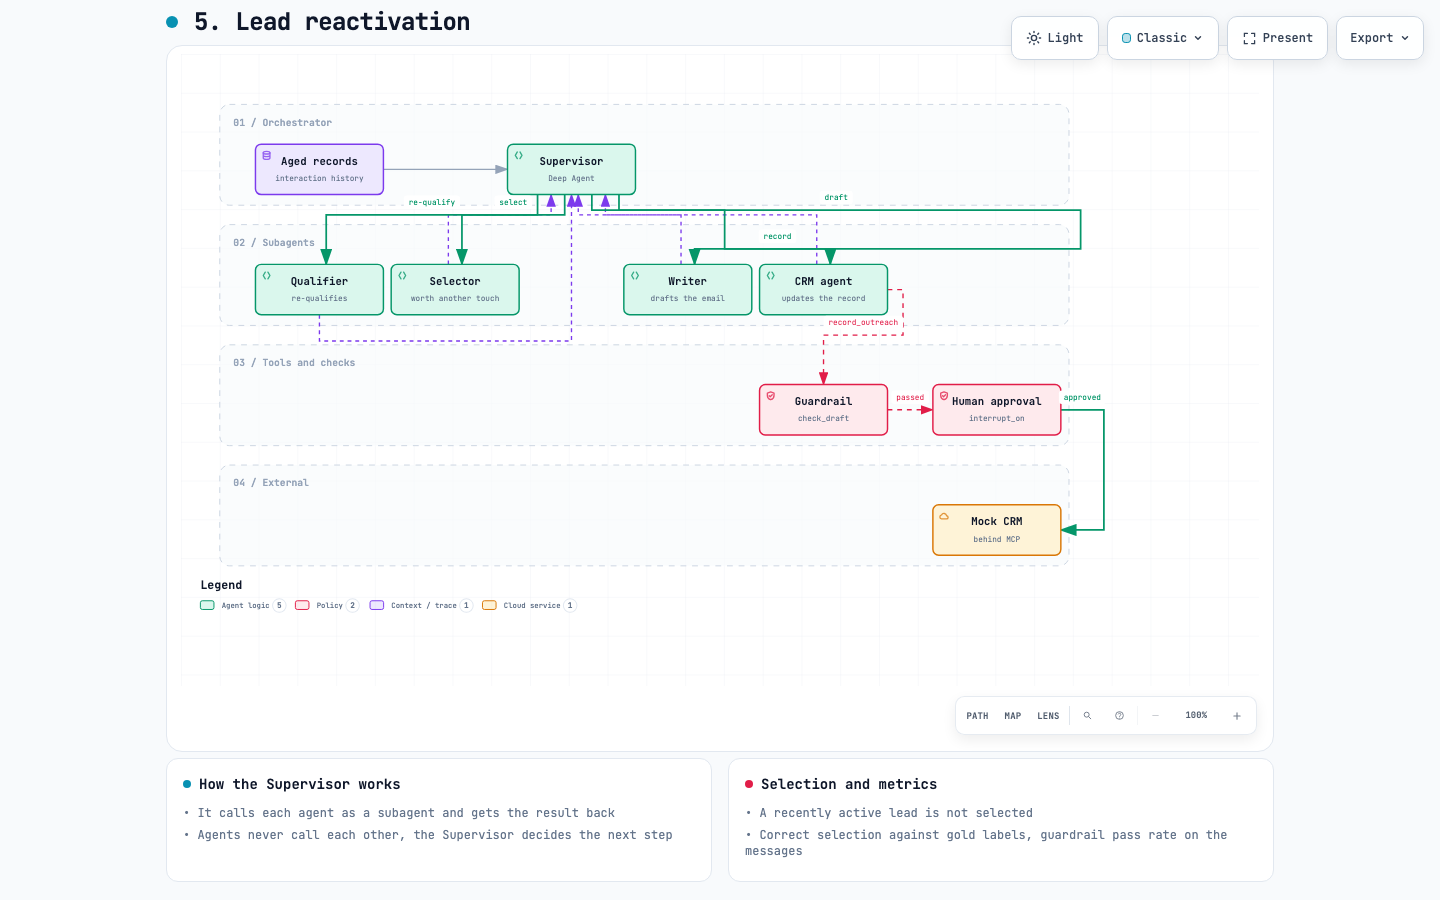 5. Lead reactivation
Light
Classic
Present
Export
01 / Orchestrator
Aged records
interaction history
Supervisor
Deep Agent
re-qualify
select
draft
record
02 / Subagents
Qualifier
re-qualifies
Selector
worth another touch
Writer
drafts the email
CRM agent
updates the record
record_outreach
03 / Tools and checks
Guardrail
check_draft
passed
Human approval
interrupt_on
approved
04 / External
Mock CRM
behind MCP
Legend
Agent logic 5
Policy 2
Context / trace 1
Cloud service 1
PATH MAP LENS
100%
How the Supervisor works
• It calls each agent as a subagent and gets the result back
• Agents never call each other, the Supervisor decides the next step
Selection and metrics
• A recently active lead is not selected
• Correct selection against gold labels, guardrail pass rate on the
messages